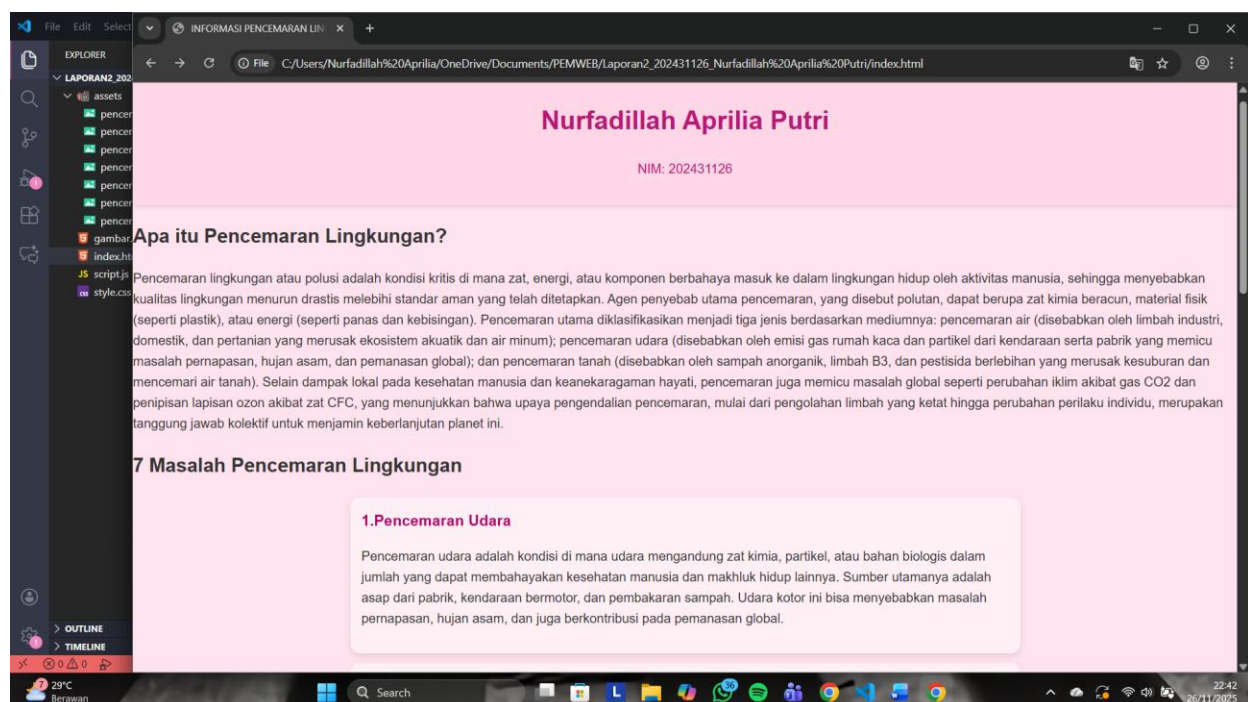 File Edit Select
INFORMASI PENCEMARAN LIN
EXPLORER
File C:/Users/Nurfadillah%20Aprilia/OneDrive/Documents/PEMWEB/Laporan2_202431126_Nurfadillah%20Aprilia%20Putri/index.html
LAPORAN2_202
assets
pencer
pencer
pencer
pencer
pencer
pencer
pencer
gambar.
index.ht
JS script.js
style.css
Nurfadillah Aprilia Putri
NIM: 202431126
Apa itu Pencemaran Lingkungan?
Pencemaran lingkungan atau polusi adalah kondisi kritis di mana zat, energi, atau komponen berbahaya masuk ke dalam lingkungan hidup oleh aktivitas manusia, sehingga menyebabkan
kualitas lingkungan menurun drastis melebihi standar aman yang telah ditetapkan. Agen penyebab utama pencemaran, yang disebut polutan, dapat berupa zat kimia beracun, material fisik
(seperti plastik), atau energi (seperti panas dan kebisingan). Pencemaran utama diklasifikasikan menjadi tiga jenis berdasarkan mediumnya: pencemaran air (disebabkan oleh limbah industri,
domestik, dan pertanian yang merusak ekosistem akuatik dan air minum); pencemaran udara (disebabkan oleh emisi gas rumah kaca dan partikel dari kendaraan serta pabrik yang memicu
masalah pernapasan, hujan asam, dan pemanasan global); dan pencemaran tanah (disebabkan oleh sampah anorganik, limbah B3, dan pestisida berlebihan yang merusak kesuburan dan
mencemari air tanah). Selain dampak lokal pada kesehatan manusia dan keanekaragaman hayati, pencemaran juga memicu masalah global seperti perubahan iklim akibat gas CO2 dan
penipisan lapisan ozon akibat zat CFC, yang menunjukkan bahwa upaya pengendalian pencemaran, mulai dari pengolahan limbah yang ketat hingga perubahan perilaku individu, merupakan
tanggung jawab kolektif untuk menjamin keberlanjutan planet ini.
7 Masalah Pencemaran Lingkungan
1.Pencemaran Udara
Pencemaran udara adalah kondisi di mana udara mengandung zat kimia, partikel, atau bahan biologis dalam
jumlah yang dapat membahayakan kesehatan manusia dan makhluk hidup lainnya. Sumber utamanya adalah
asap dari pabrik, kendaraan bermotor, dan pembakaran sampah. Udara kotor ini bisa menyebabkan masalah
pernapasan, hujan asam, dan juga berkontribusi pada pemanasan global.
OUTLINE
TIMELINE
0 0
7 29°C
Berawan
Search
L
36
22:42
26/11/2025